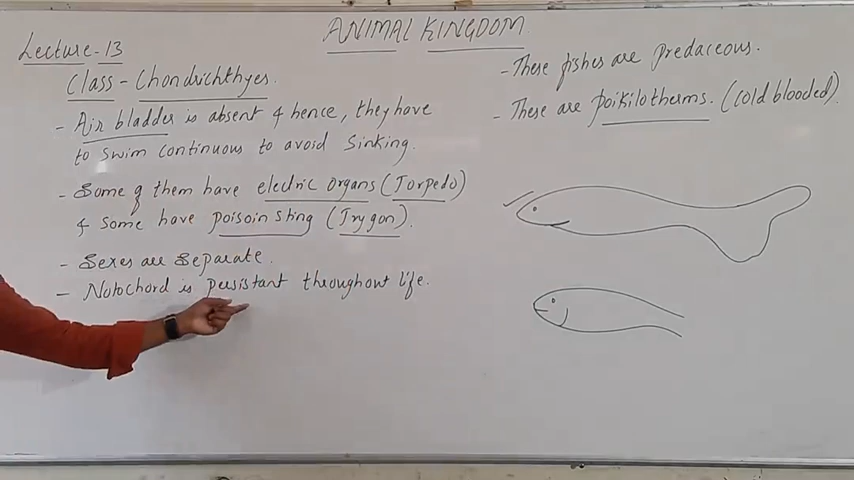 ANIMAL KINGDOM
Lecture-13
Class - Chondrichthyes.
- Air bladder is absent & hence, they have
to swim continuous to avoid sinking.
- Some of them have electric organs (Torpedo)
& some have poisoin sting (Trygon).
- Sexes are separate.
- Notochord is persistant throughout life.
- These fishes are predaceous.
- These are poikilotherms. (cold blooded)